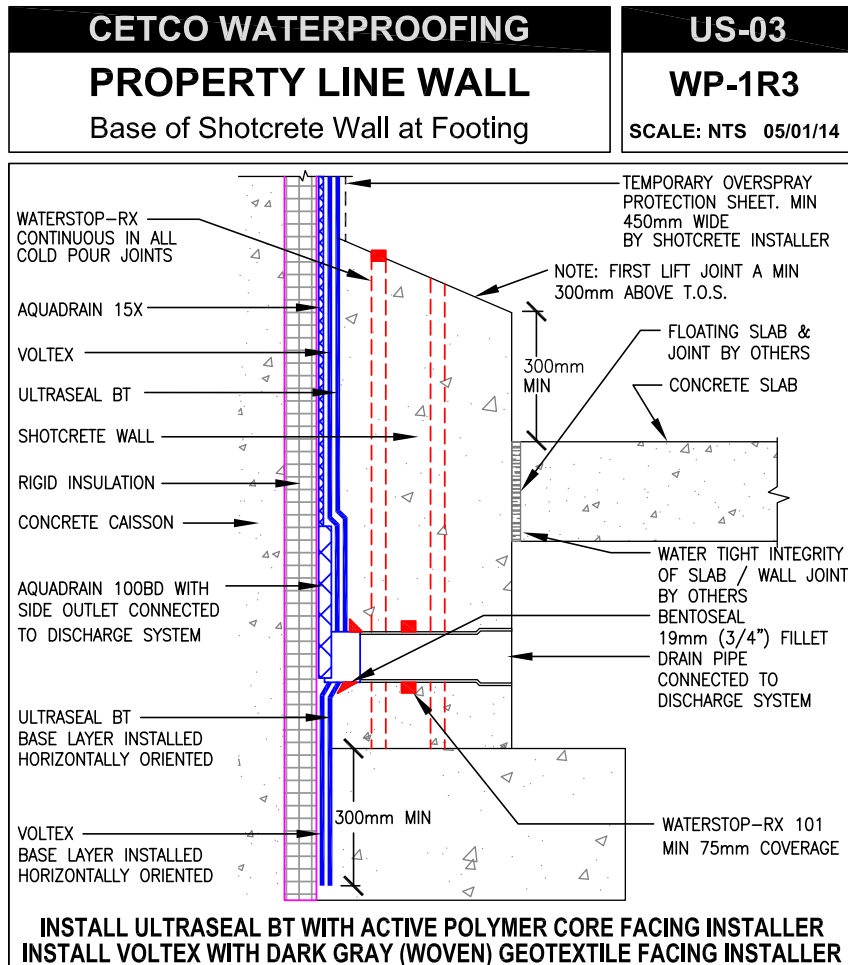 CETCO WATERPROOFING
PROPERTY LINE WALL
Base of Shotcrete Wall at Footing
US-03
WP-1R3
SCALE: NTS 05/01/14
WATERSTOP-RX
CONTINUOUS IN ALL
COLD POUR JOINTS
AQUADRAIN 15X
VOLTEX
ULTRASEAL BT
SHOTCRETE WALL
RIGID INSULATION
CONCRETE CAISSON
AQUADRAIN 100BD WITH
SIDE OUTLET CONNECTED
TO DISCHARGE SYSTEM
ULTRASEAL BT
BASE LAYER INSTALLED
HORIZONTALLY ORIENTED
VOLTEX
BASE LAYER INSTALLED
HORIZONTALLY ORIENTED
TEMPORARY OVERSPRAY
PROTECTION SHEET. MIN
450mm WIDE
BY SHOTCRETE INSTALLER
NOTE: FIRST LIFT JOINT A MIN
300mm ABOVE T.O.S.
300mm
MIN
FLOATING SLAB &
JOINT BY OTHERS
CONCRETE SLAB
WATER TIGHT INTEGRITY
OF SLAB / WALL JOINT
BY OTHERS
BENTOSEAL
19mm (3/4") FILLET
DRAIN PIPE
CONNECTED TO
DISCHARGE SYSTEM
300mm MIN
WATERSTOP-RX 101
MIN 75mm COVERAGE
INSTALL ULTRASEAL BT WITH ACTIVE POLYMER CORE FACING INSTALLER
INSTALL VOLTEX WITH DARK GRAY (WOVEN) GEOTEXTILE FACING INSTALLER